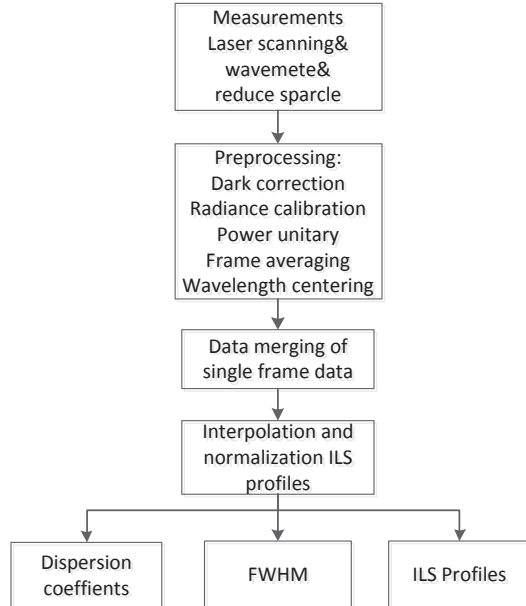 Measurements
Laser scanning&
wavemete&
reduce sparcle
Preprocessing:
Dark correction
Radiance calibration
Power unitary
Frame averaging
Wavelength centering
Data merging of
single frame data
Interpolation and
normalization ILS
profiles
Dispersion
coeffients
FWHM
ILS Profiles